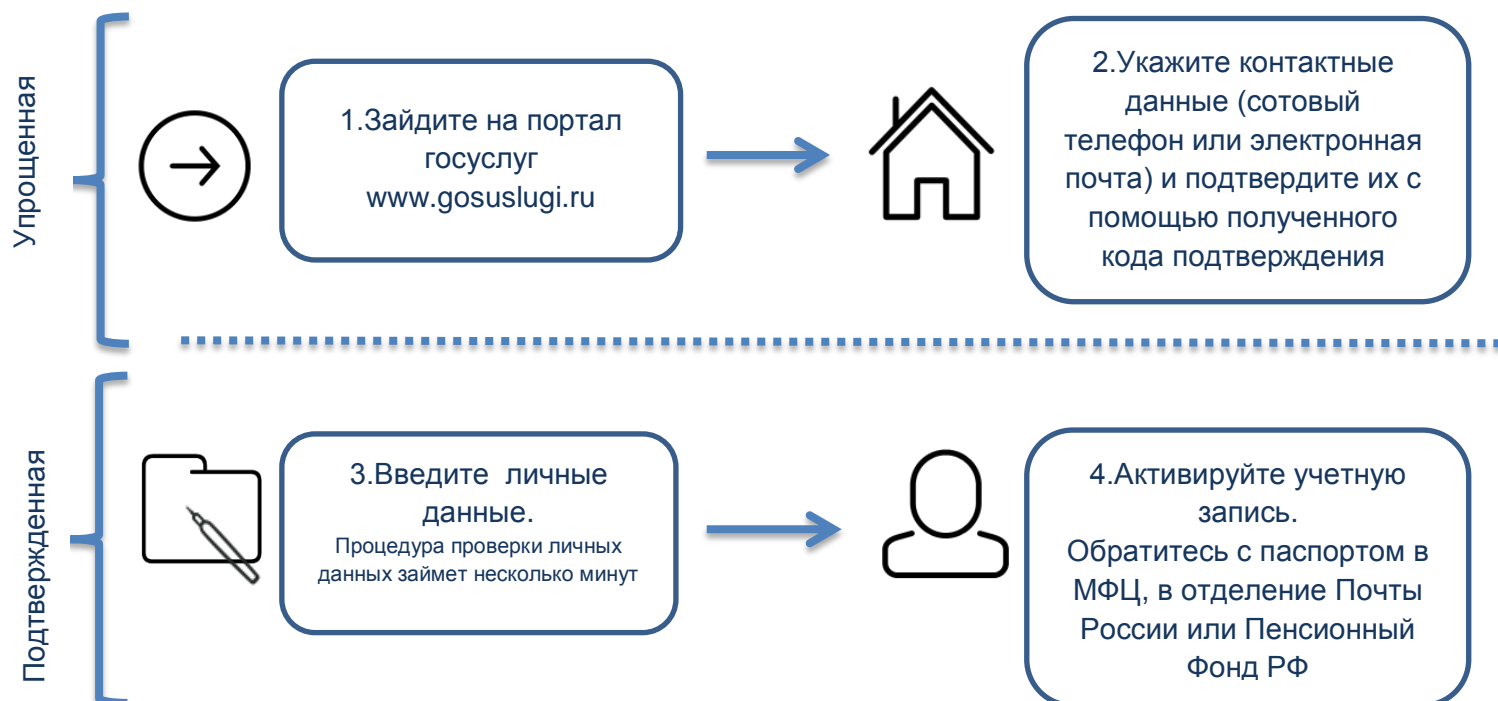 Упрощенная
1.Зайдите на портал
госуслуг
www.gosuslugi.ru
2.Укажите контактные
данные (сотовый
телефон или электронная
почта) и подтвердите их с
помощью полученного
кода подтверждения
Подтвержденная
3.Введите личные
данные.
Процедура проверки личных
данных займет несколько минут
4.Активируйте учетную
запись.
Обратитесь с паспортом в
МФЦ, в отделение Почты
России или Пенсионный
Фонд РФ